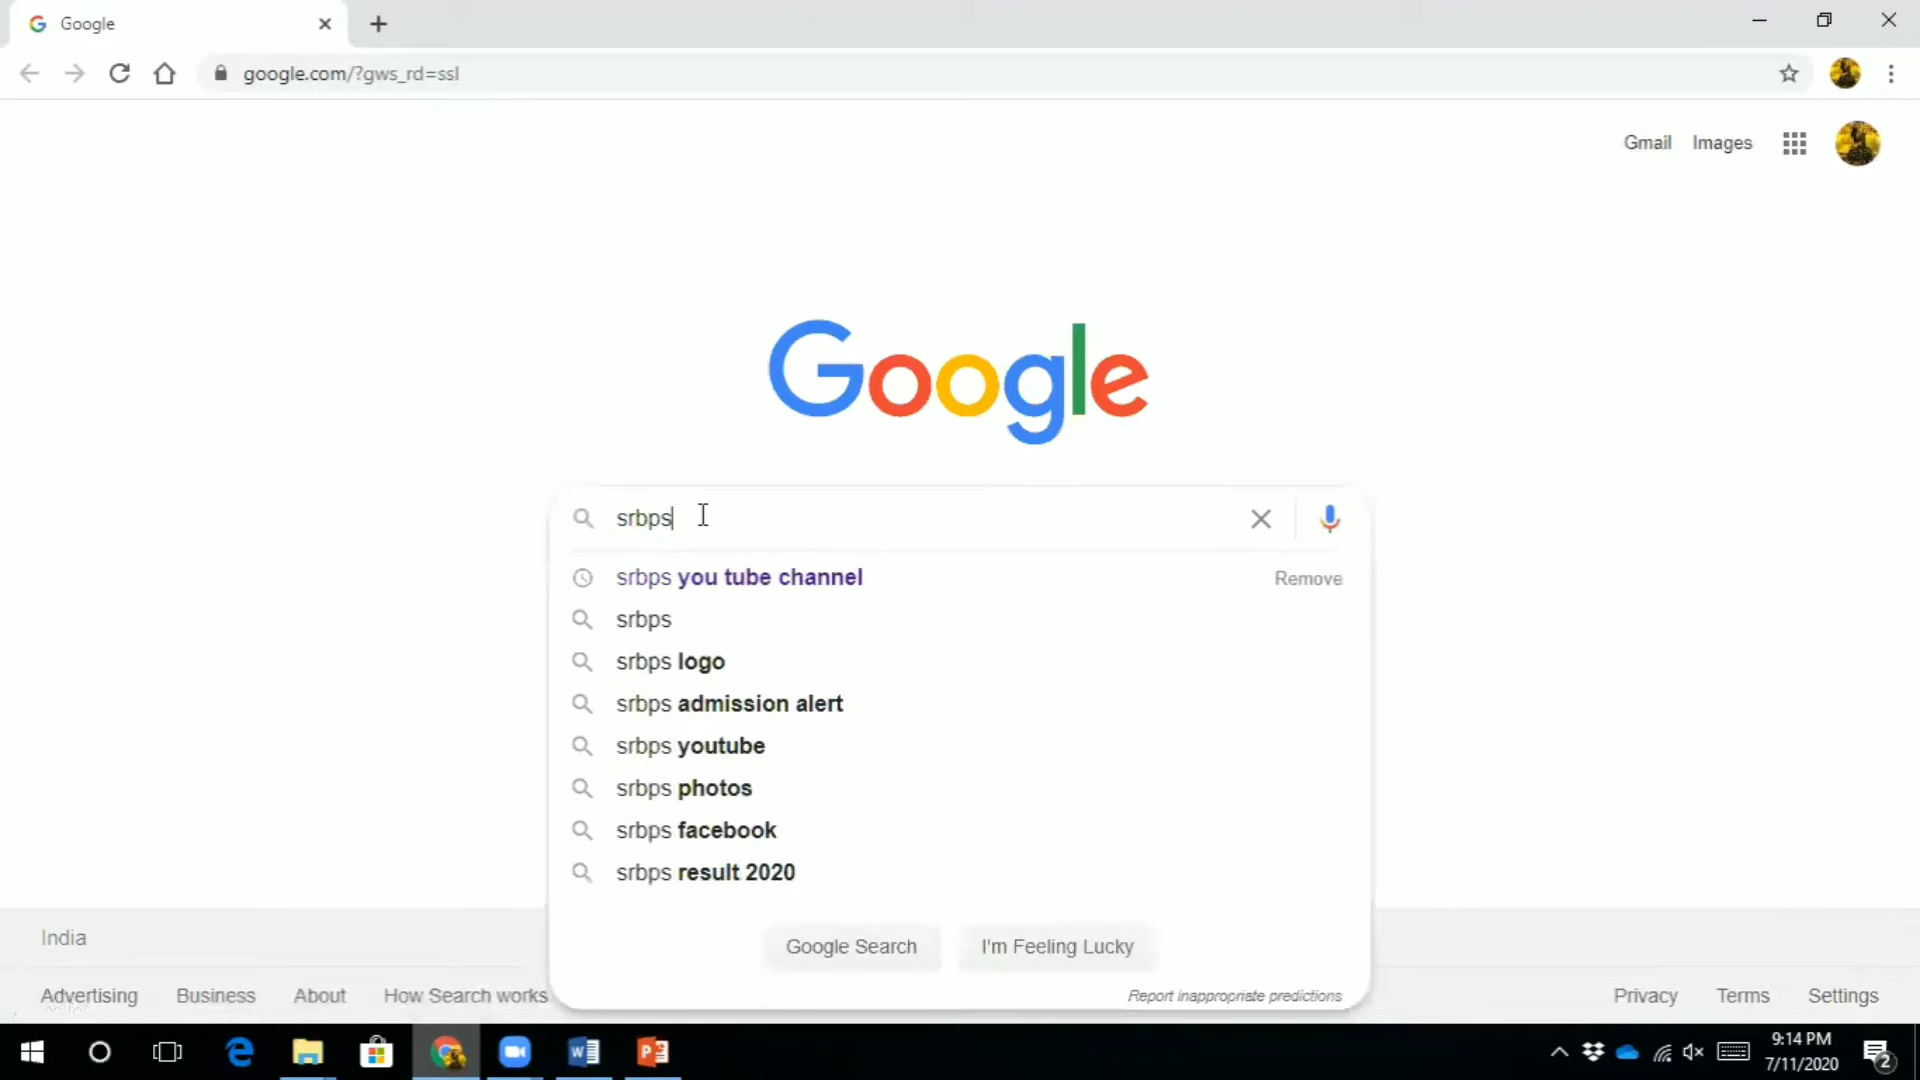 Google
google.com/?gws_rd=ssl
Gmail Images
Google
srbps
srbps you tube channel Remove
srbps
srbps logo
srbps admission alert
srbps youtube
srbps photos
srbps facebook
srbps result 2020
Google Search I'm Feeling Lucky
Report inappropriate predictions
India
Advertising Business About How Search works
Privacy Terms Settings
9:14 PM
7/11/2020
2